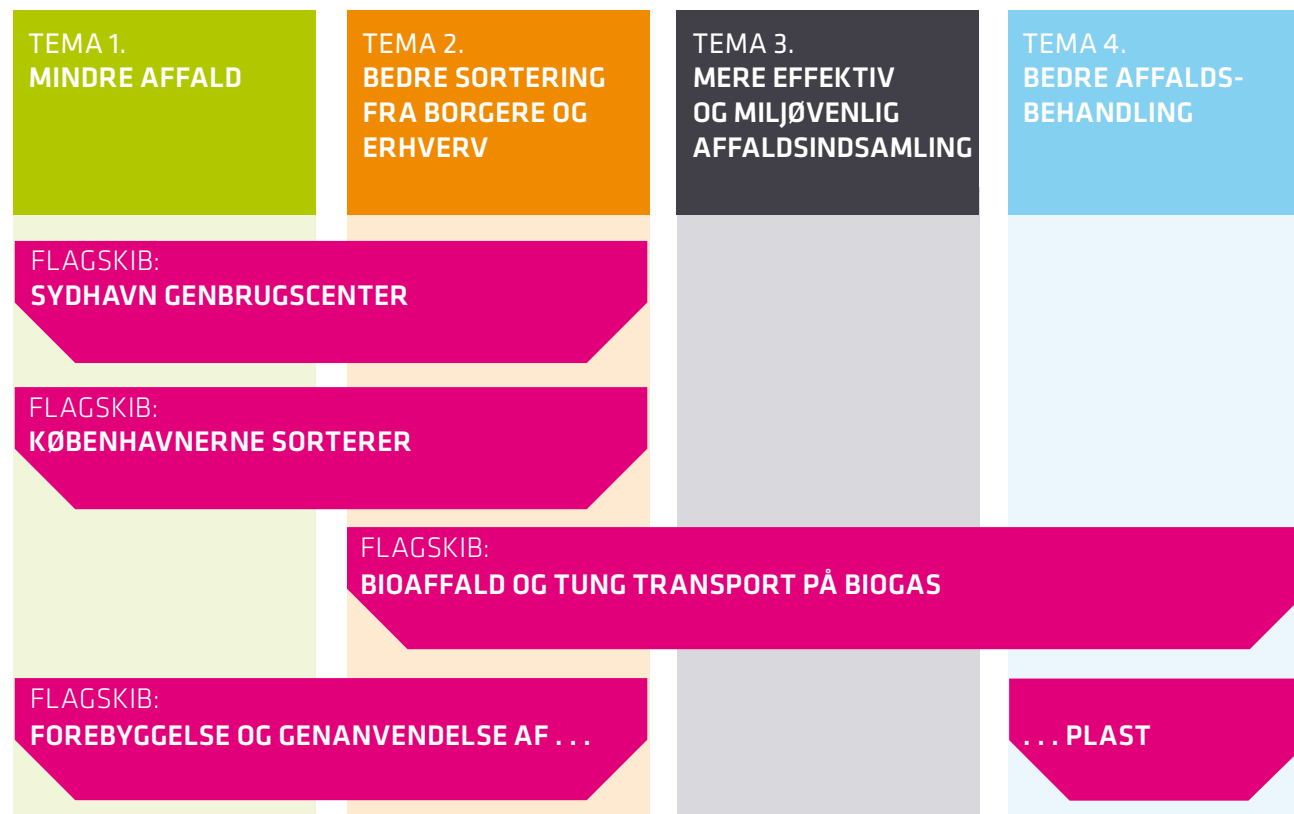 TEMA 1.
MINDRE AFFALD
TEMA 2.
BEDRE SORTERING
FRA BORGERE OG
ERHVERV
TEMA 3.
MERE EFFEKTIV
OG MILJØVENLIG
AFFALDSINDSAMLING
TEMA 4.
BEDRE AFFALDS-
BEHANDLING
FLAGSKIB:
SYDHAVN GENBRUGSCENTER
FLAGSKIB:
KØBENHAVNERNE SORTERER
FLAGSKIB:
BIOAFFALD OG TUNG TRANSPORT PÅ BIOGAS
FLAGSKIB:
FOREBYGGELSE OG GENANVENDELSE AF . . .
. . . PLAST